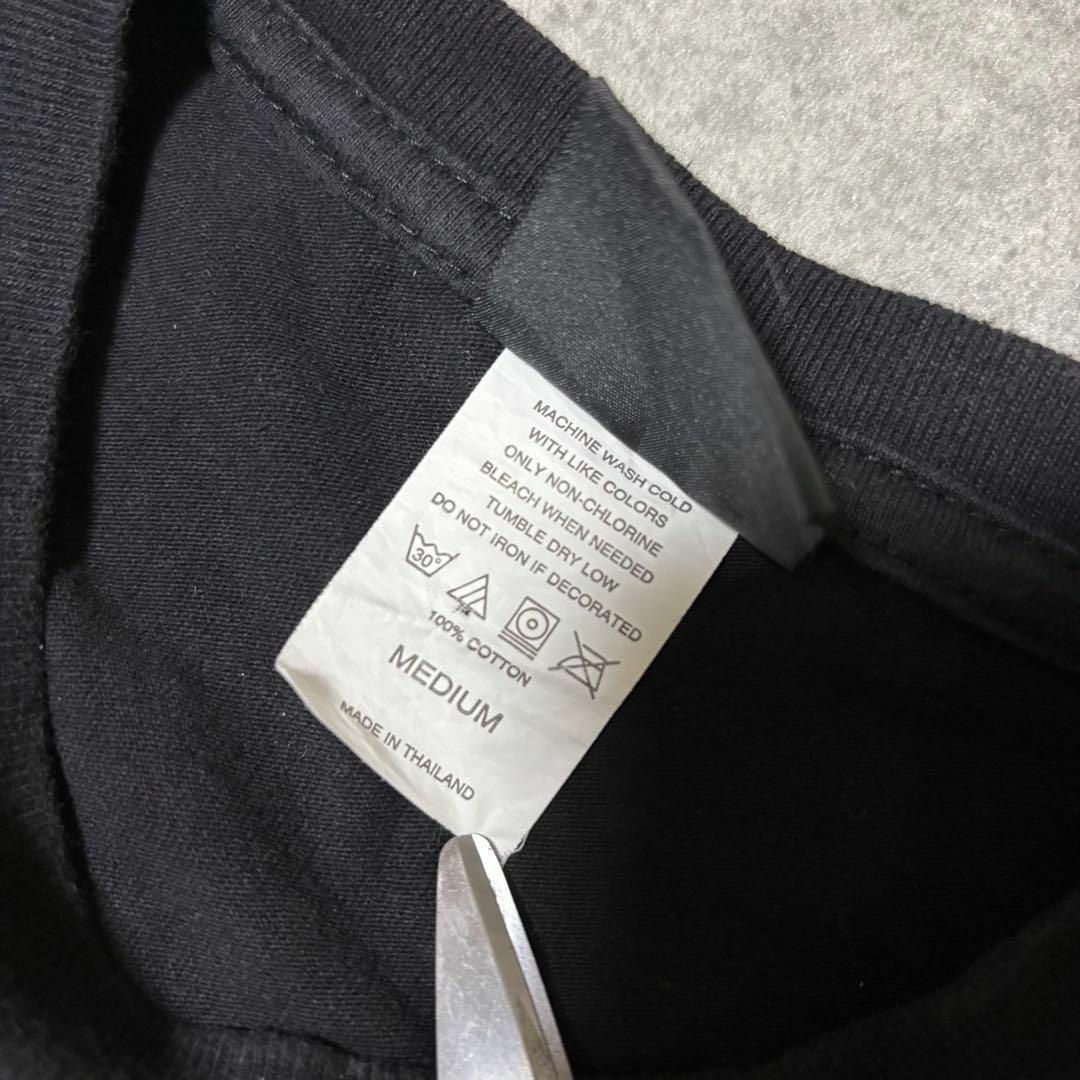 MACHINE WASH COLD
WITH LIKE COLORS
ONLY NON-CHLORINE
BLEACH WHEN NEEDED
TUMBLE DRY LOW
DO NOT IRON IF DECORATED
30°
100% COTTON
MEDIUM
MADE IN THAILAND